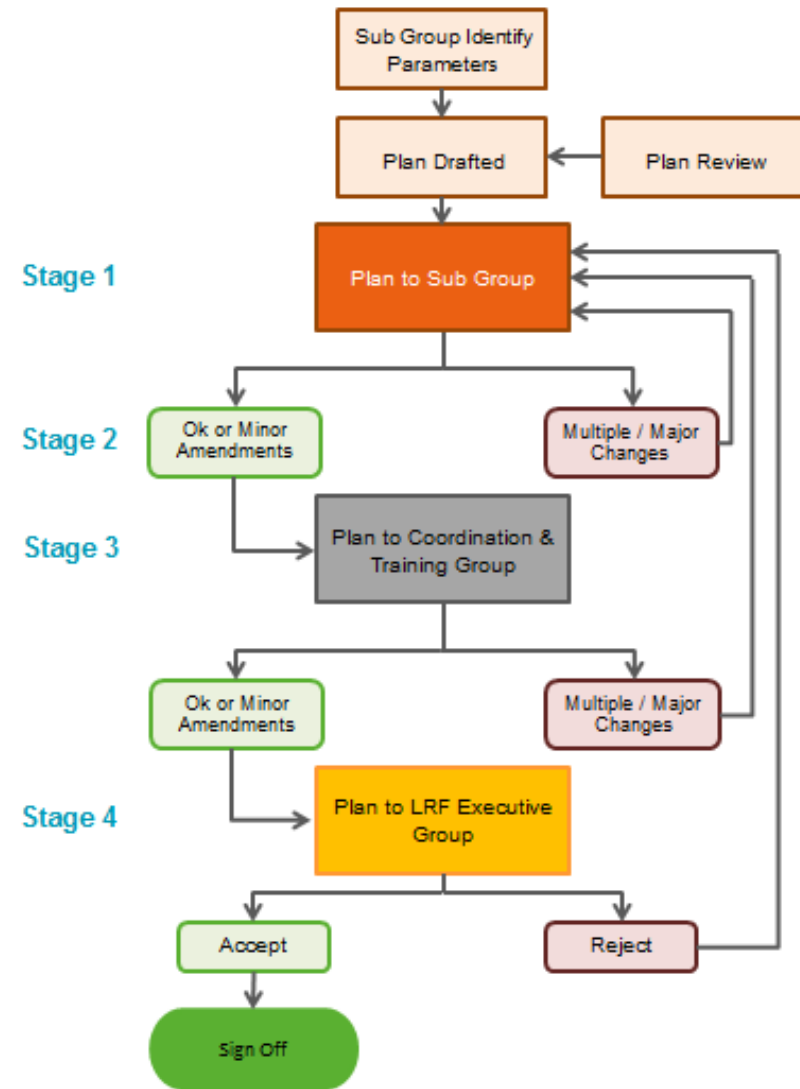 Sub Group Identify
Parameters
Plan Drafted
Plan Review
Stage 1
Plan to Sub Group
Stage 2
Ok or Minor
Amendments
Multiple / Major
Changes
Stage 3
Plan to Coordination &
Training Group
Ok or Minor
Amendments
Multiple / Major
Changes
Stage 4
Plan to LRF Executive
Group
Accept
Reject
Sign Off